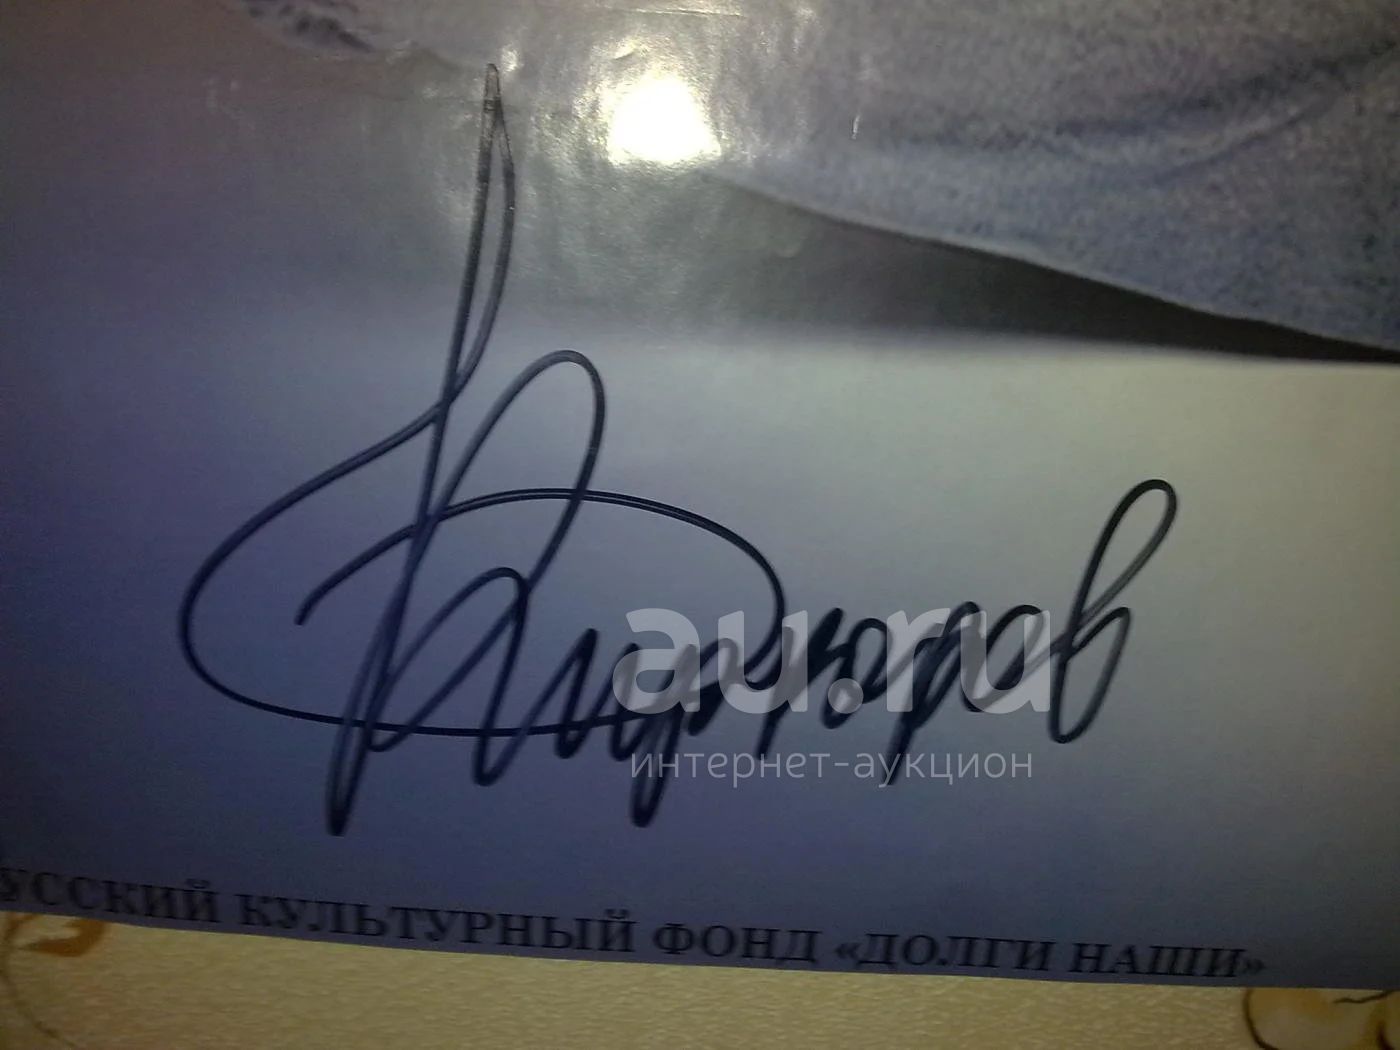 au.ru
интернет-аукцион
УССКИЙ КУЛЬТУРНЫЙ ФОНД «ДОЛГИ НАШИ»